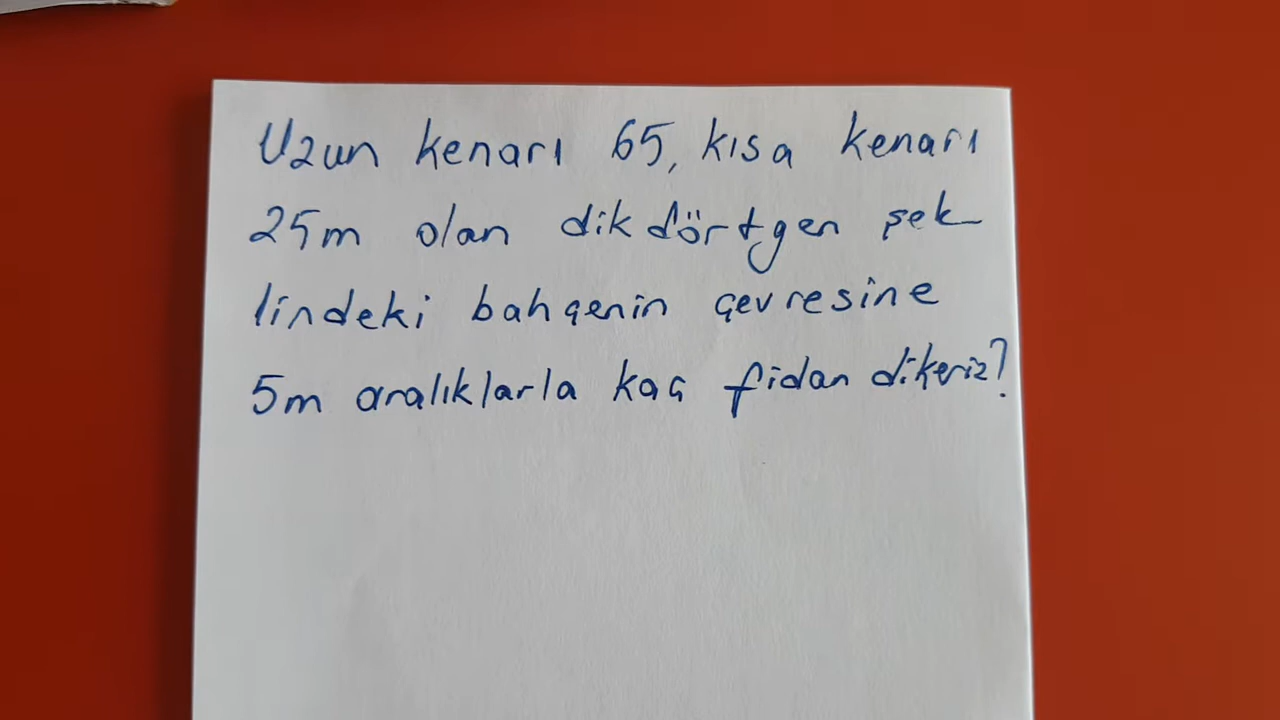 Uzun kenarı 65, kısa kenarı
25m olan dikdörtgen şek
lindeki bahçenin çevresine
5m aralıklarla kaç fidan dikeriz?